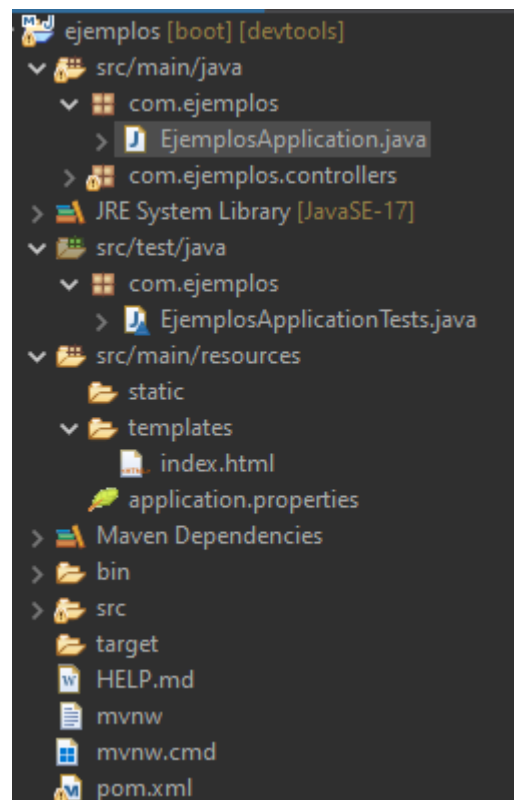 ejemplos [boot] [devtools]
src/main/java
com.ejemplos
EjemplosApplication.java
com.ejemplos.controllers
JRE System Library [JavaSE-17]
src/test/java
com.ejemplos
EjemplosApplicationTests.java
src/main/resources
static
templates
index.html
application.properties
Maven Dependencies
bin
src
target
HELP.md
mvnw
mvnw.cmd
pom.xml